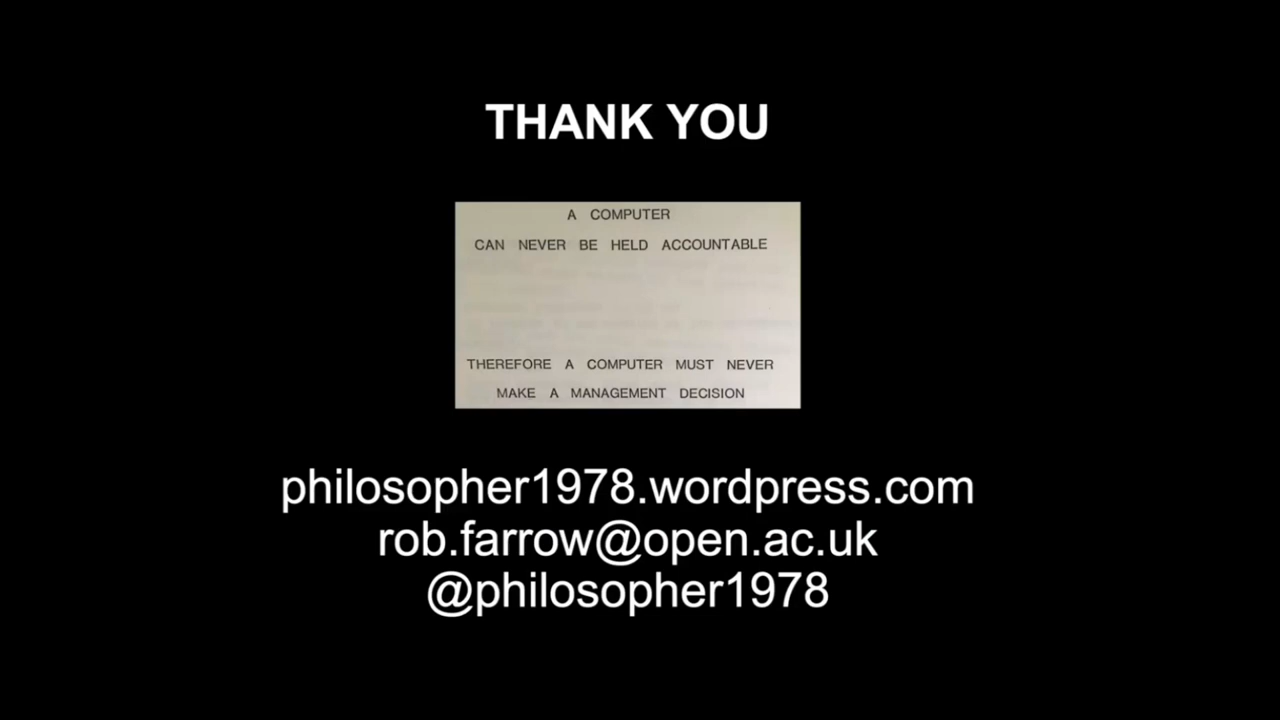 THANK YOU
A COMPUTER
CAN NEVER BE HELD ACCOUNTABLE
THEREFORE A COMPUTER MUST NEVER
MAKE A MANAGEMENT DECISION
philosopher1978.wordpress.com
rob.farrow@open.ac.uk
@philosopher1978